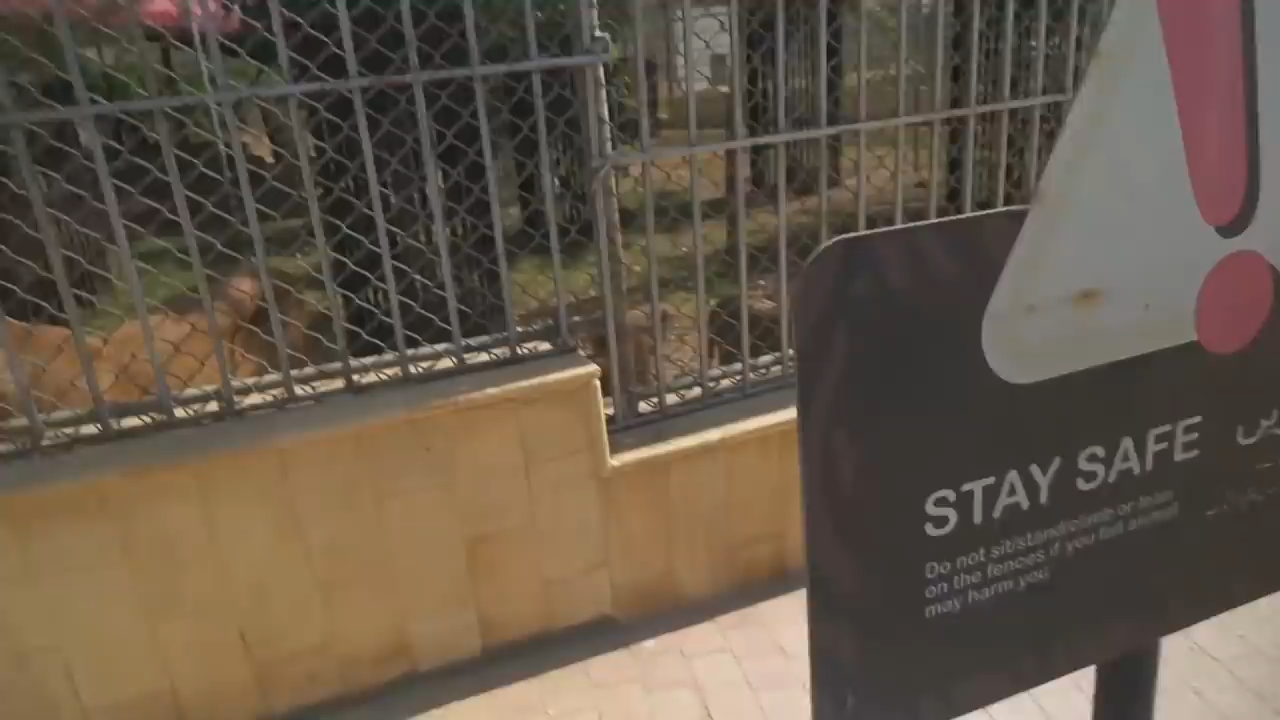 STAY SAFE
Do not sit/stand/climb or lean
on the fences if you fall animal
may harm you